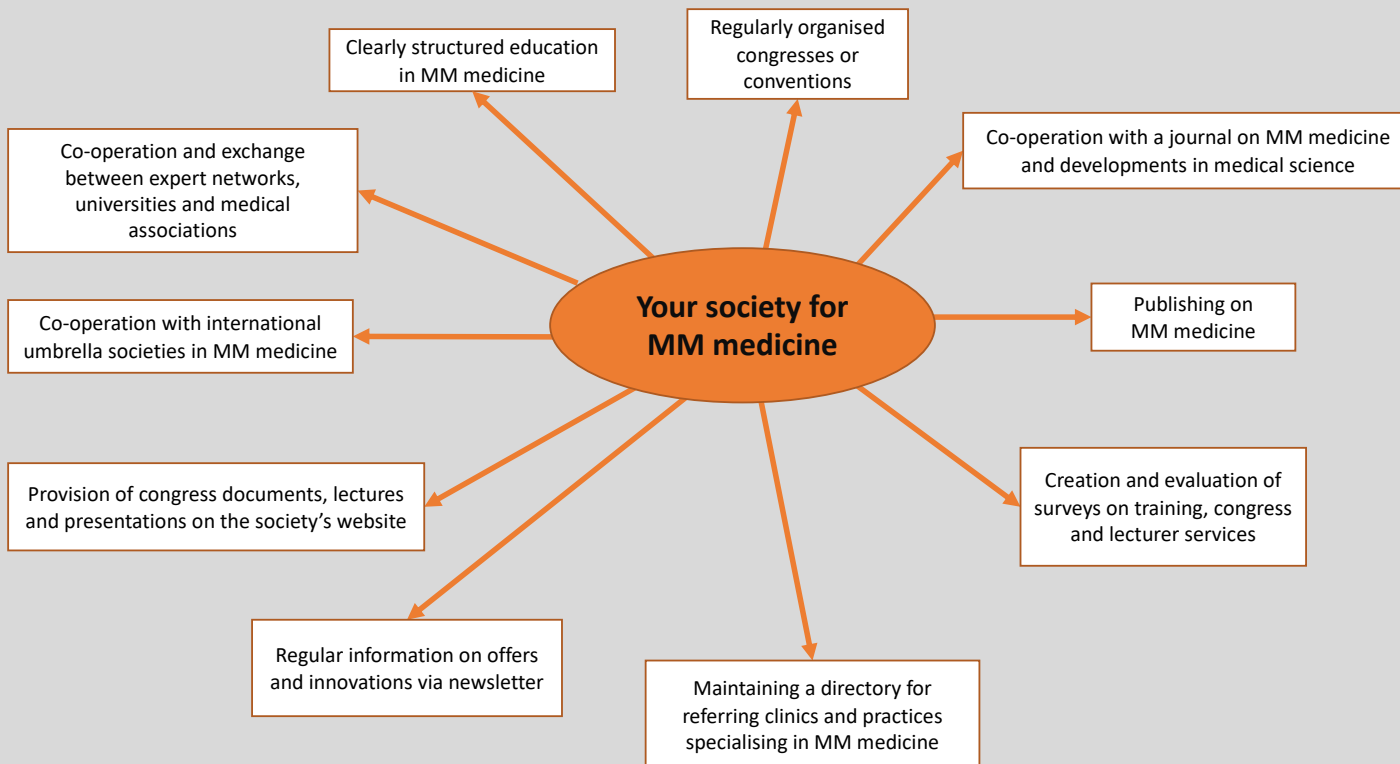 Clearly structured education
in MM medicine
Regularly organised
congresses or
conventions
Co-operation with a journal on MM medicine
and developments in medical science
Co-operation and exchange
between expert networks,
universities and medical
associations
Your society for
MM medicine
Publishing on
MM medicine
Co-operation with international
umbrella societies in MM medicine
Provision of congress documents, lectures
and presentations on the society’s website
Creation and evaluation of
surveys on training, congress
and lecturer services
Regular information on offers
and innovations via newsletter
Maintaining a directory for
referring clinics and practices
specialising in MM medicine